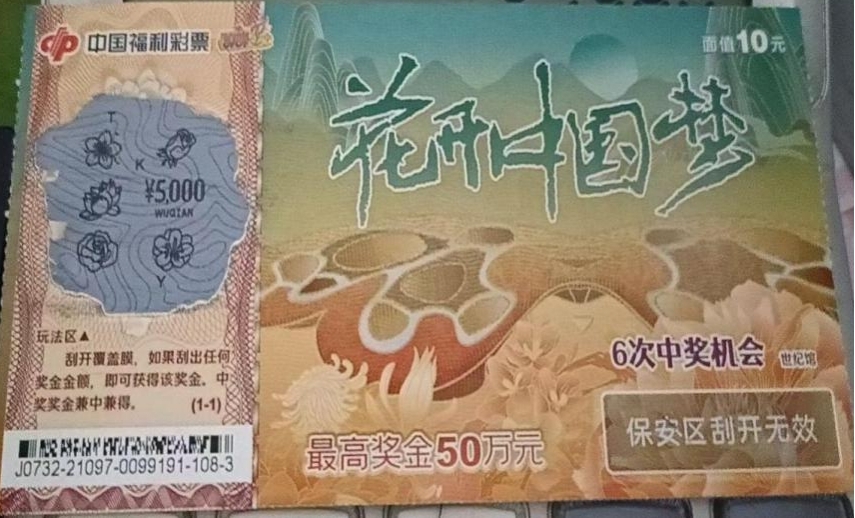 中国福利彩票
面值10元
花开中国梦
T
K
¥5,000
WUQIAN
Y
玩法区▲
刮开覆盖膜，如果刮出任何
奖金金额，即可获得该奖金。中
奖奖金兼中兼得。 (1-1)
J0732-21097-0099191-108-3
6次中奖机会 世纪馆
最高奖金50万元
保安区刮开无效